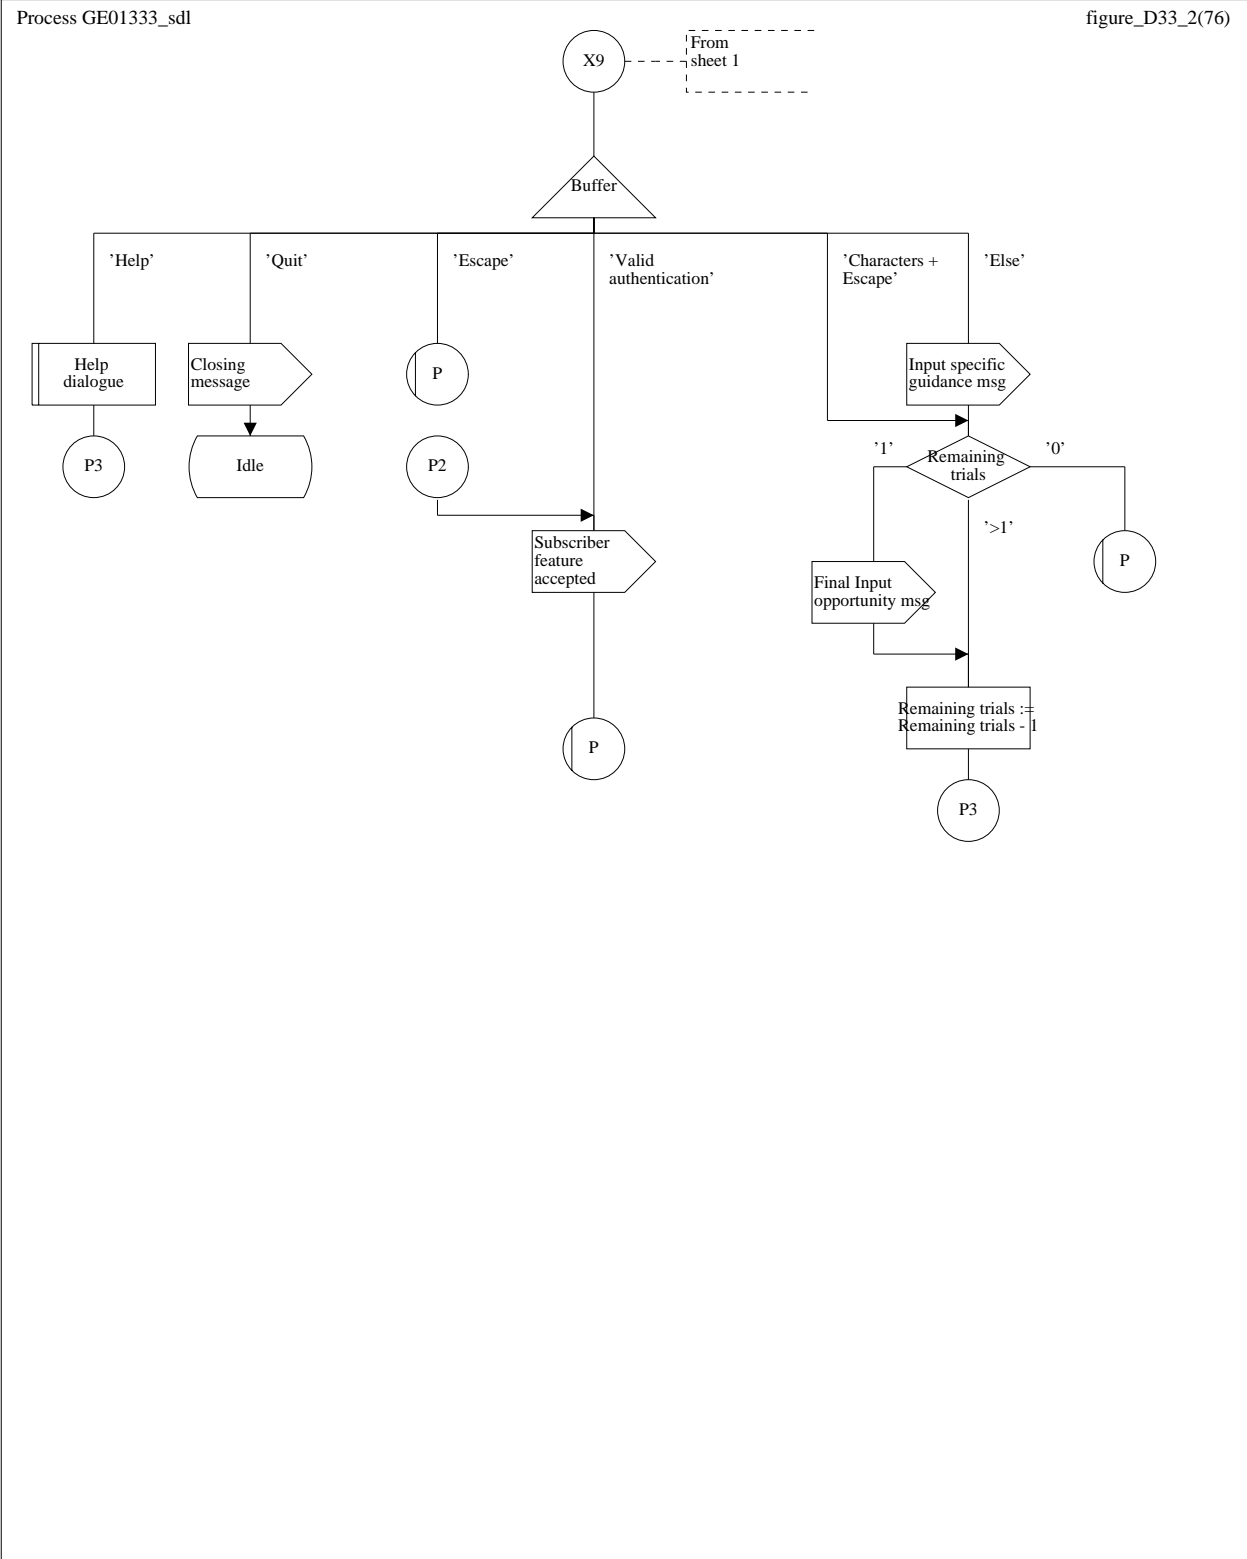 Process GE01333_sdl
figure_D33_2(76)
X9
From
sheet 1
Buffer
’Help’
’Quit’
’Escape’
’Valid
authentication’
’Characters +
Escape’
’Else’
Help
dialogue
Closing
message
P
Input specific
guidance msg
P3
Idle
P2
’1’
Remaining
trials
’0’
’>1’
Subscriber
feature
accepted
P
Final Input
opportunity msg
Remaining trials :=
Remaining trials - 1
P
P3